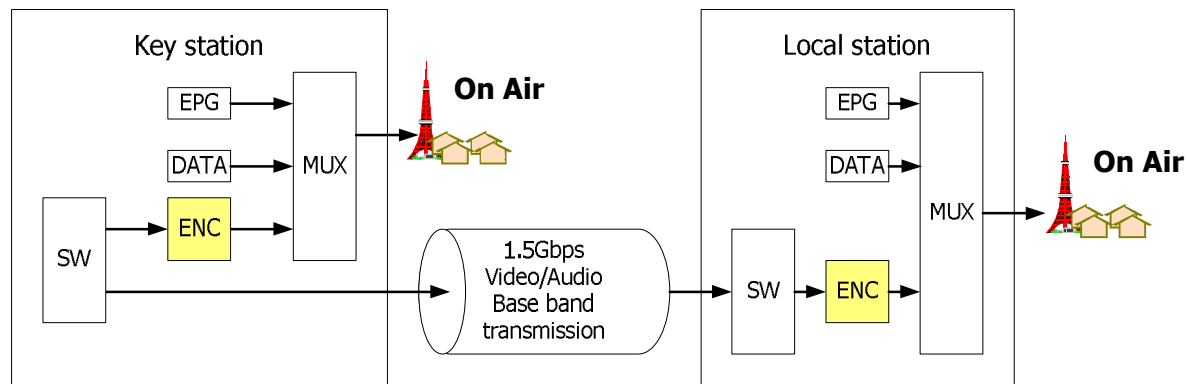 Key station
EPG
DATA
ENC
SW
MUX
On Air
1.5Gbps
Video/Audio
Base band
transmission
Local station
EPG
DATA
SW
ENC
MUX
On Air